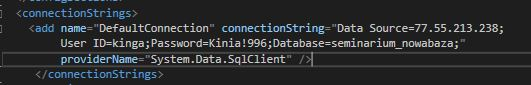 <connectionStrings>
<add name="DefaultConnection" connectionString="Data Source=77.55.213.238;
User ID=kinga;Password=Kinia!996;Database=seminarium_nowabaza;"
providerName="System.Data.SqlClient" />
</connectionStrings>